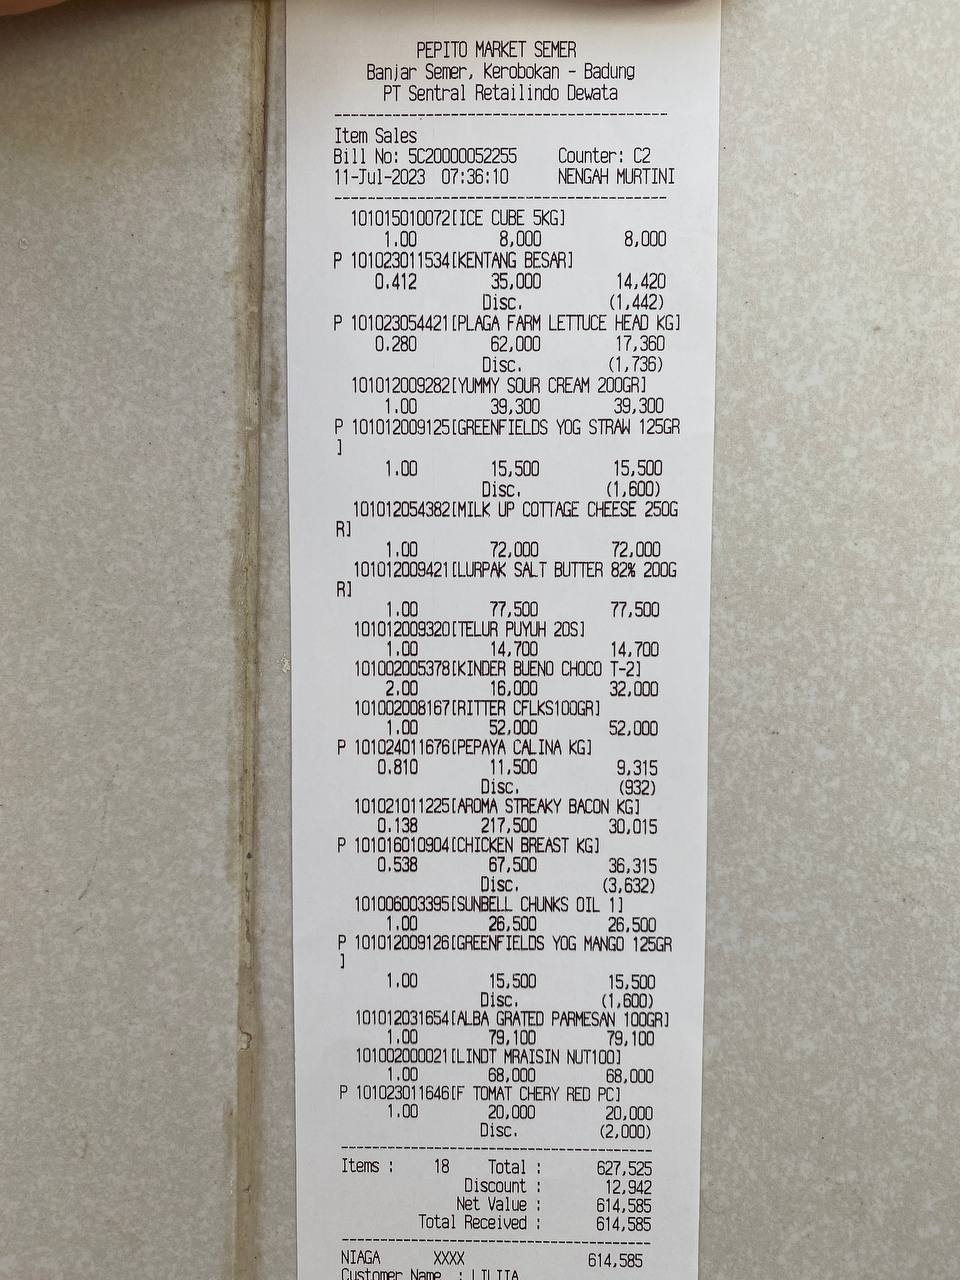 PEPITO MARKET SEMER
Banjar Semer, Kerobokan - Badung
PT Sentral Retailindo Dewata
----------------------------------------
Item Sales
Bill No: 5C20000052255 Counter: C2
11-Jul-2023 07:36:10 NENGAH MURTINI
----------------------------------------
101015010072[ICE CUBE 5KG]
1.00 8,000 8,000
P 101023011534[KENTANG BESAR]
0.412 35,000 14,420
Disc. (1,442)
P 101023054421[PLAGA FARM LETTUCE HEAD KG]
0.280 62,000 17,360
Disc. (1,736)
101012009282[YUMMY SOUR CREAM 200GR]
1.00 39,300 39,300
P 101012009125[GREENFIELDS YOG STRAW 125GR
]
1.00 15,500 15,500
Disc. (1,600)
101012054382[MILK UP COTTAGE CHEESE 250G
R]
1.00 72,000 72,000
101012009421[LURPAK SALT BUTTER 82% 200G
R]
1.00 77,500 77,500
101012009320[TELUR PUYUH 20S]
1.00 14,700 14,700
101002005378[KINDER BUENO CHOCO T-2]
2.00 16,000 32,000
101002008167[RITTER CFLKS100GR]
1.00 52,000 52,000
P 101024011676[PEPAYA CALINA KG]
0.810 11,500 9,315
Disc. (932)
101021011225[AROMA STREAKY BACON KG]
0.138 217,500 30,015
P 101016010904[CHICKEN BREAST KG]
0.538 67,500 36,315
Disc. (3,632)
101006003395[SUNBELL CHUNKS OIL 1]
1.00 26,500 26,500
P 101012009126[GREENFIELDS YOG MANGO 125GR
]
1.00 15,500 15,500
Disc. (1,600)
101012031654[ALBA GRATED PARMESAN 100GR]
1.00 79,100 79,100
101002000021[LINDT MRAISIN NUT100]
1.00 68,000 68,000
P 101023011646[F TOMAT CHERY RED PC]
1.00 20,000 20,000
Disc. (2,000)
----------------------------------------
Items : 18 Total : 627,525
Discount : 12,942
Net Value : 614,585
Total Received : 614,585
----------------------------------------
NIAGA XXXX 614,585
Customer Name : LILIIA